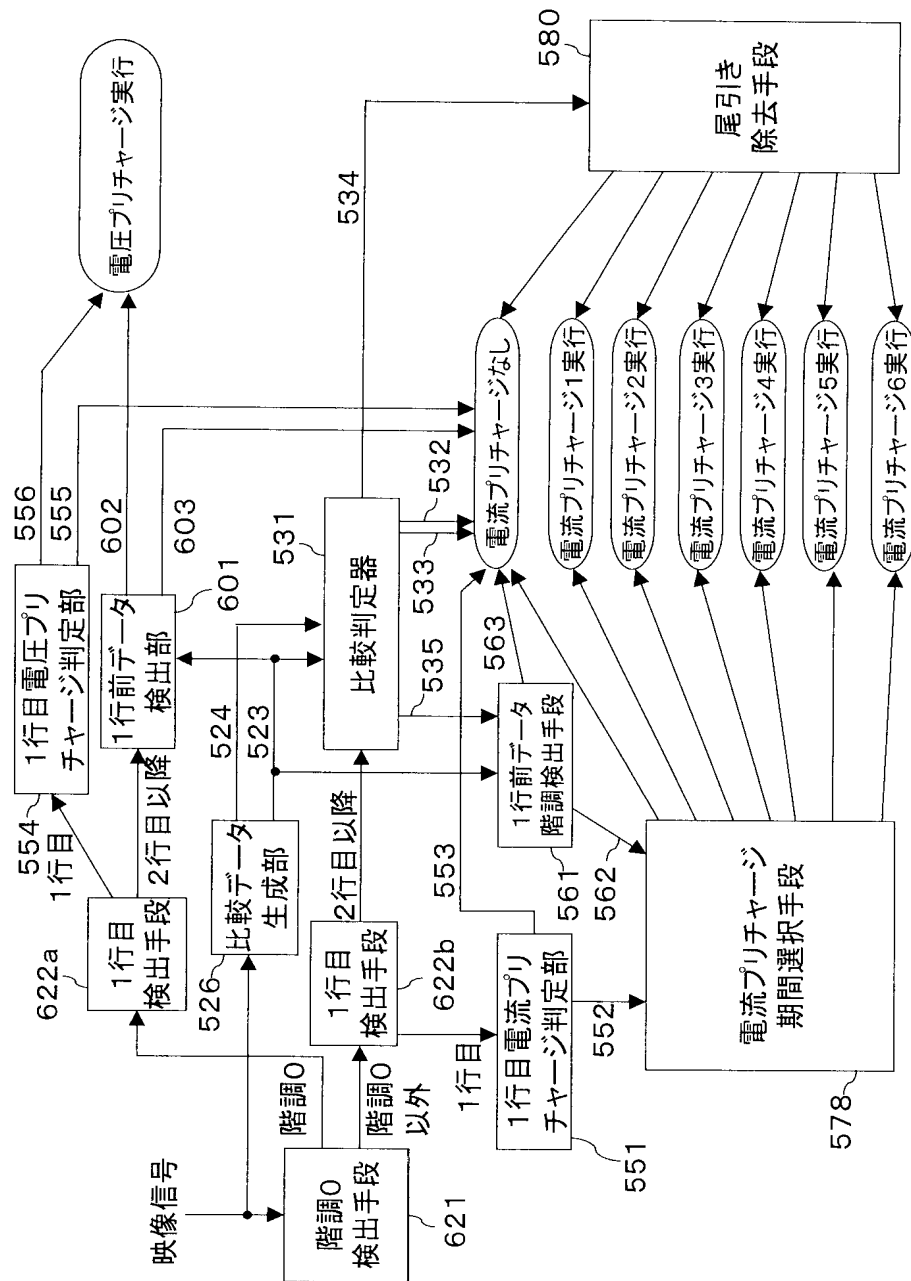 映像信号
階調0
検出手段
621
階調0
階調0
以外
622a
1行目
検出手段
1行目
2行目以降
554
1行目電圧プリ
チャージ判定部
556
555
1行前データ
検出部
601
602
603
電圧プリチャージ実行
526
比較データ
生成部
524
523
1行目
検出手段
622b
2行目以降
1行目
比較判定器
531
534
532
533
535
551
1行目電流プリ
チャージ判定部
553
552
1行前データ
階調検出手段
561
563
562
電流プリチャージ
期間選択手段
578
電流プリチャージなし
電流プリチャージ1実行
電流プリチャージ2実行
電流プリチャージ3実行
電流プリチャージ4実行
電流プリチャージ5実行
電流プリチャージ6実行
尾引き
除去手段
580